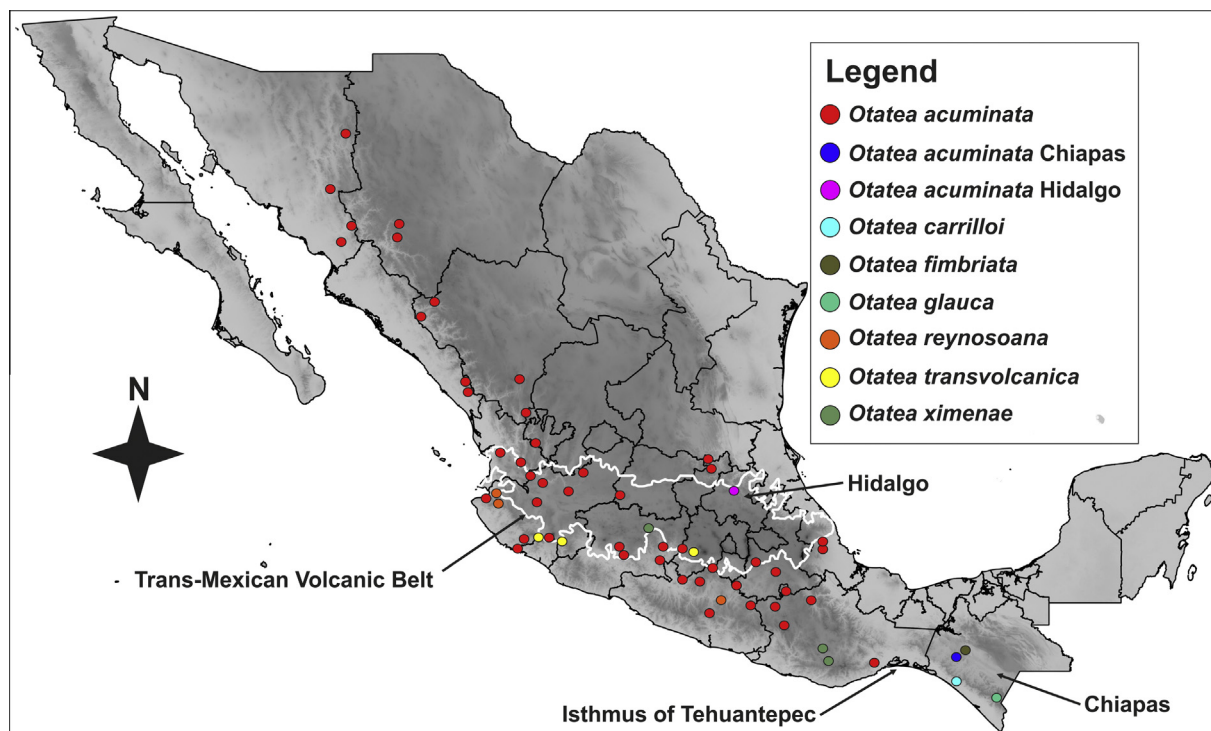 Legend
Otatea acuminata
Otatea acuminata Chiapas
Otatea acuminata Hidalgo
Otatea carrilloi
Otatea fimbriata
Otatea glauca
Otatea reynosoana
Otatea transvolcanica
Otatea ximenae
N
Hidalgo
Trans-Mexican Volcanic Belt
Isthmus of Tehuantepec
Chiapas